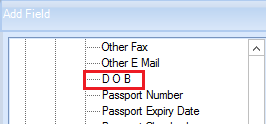 Add Field
Other Fax
Other E Mail
D O B
Passport Number
Passport Expiry Date